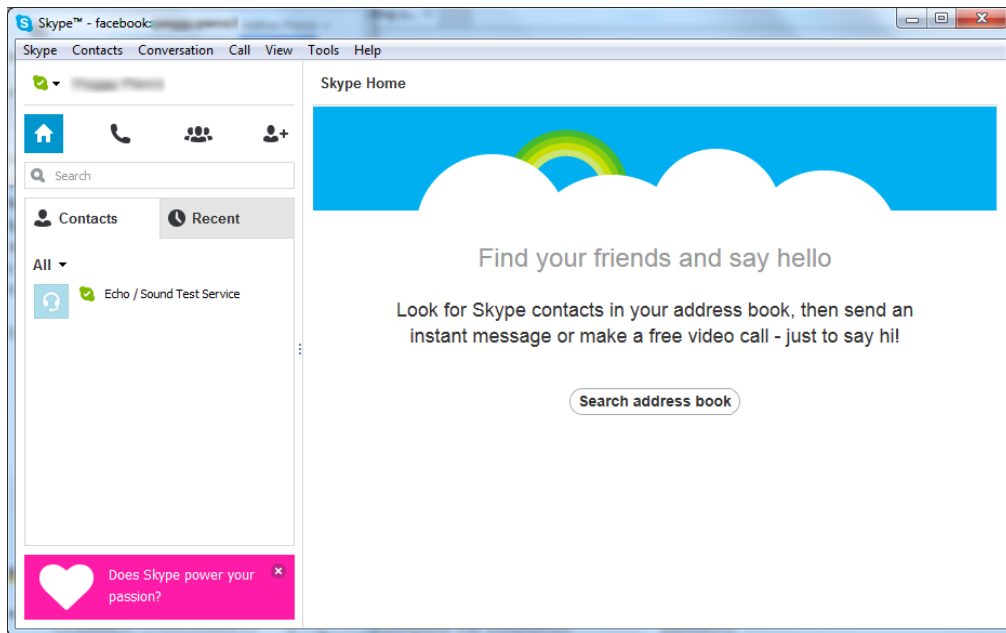 Skype™ - facebook:
Skype Contacts Conversation Call View Tools Help
Skype Home
Search
Contacts Recent
All
Echo / Sound Test Service
Find your friends and say hello
Look for Skype contacts in your address book, then send an
instant message or make a free video call - just to say hi!
Search address book
Does Skype power your
passion?